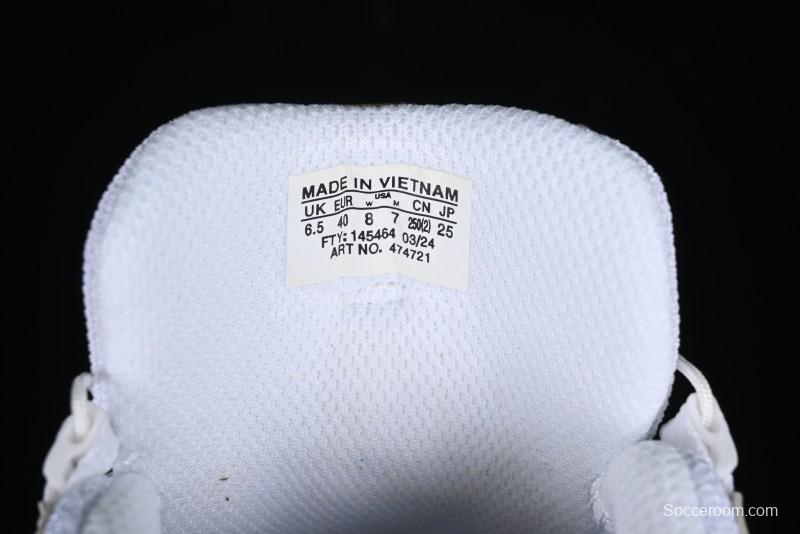 MADE IN VIETNAM
UK EUR USA W M CN JP
6.5 40 8 7 250(2) 25
FTY: 145464 03/24
ART NO. 474721
Socceroom.com